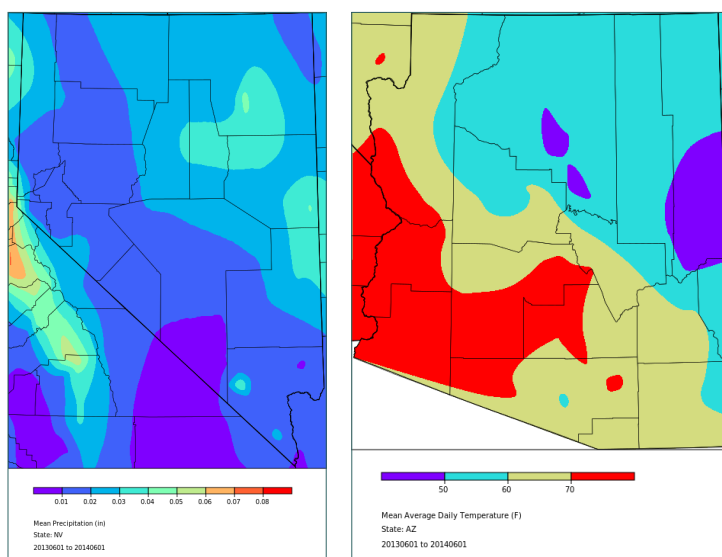 0.01 0.02 0.03 0.04 0.05 0.06 0.07 0.08
Mean Precipitation (in)
State: NV
20130601 to 20140601
50 60 70
Mean Average Daily Temperature (F)
State: AZ
20130601 to 20140601